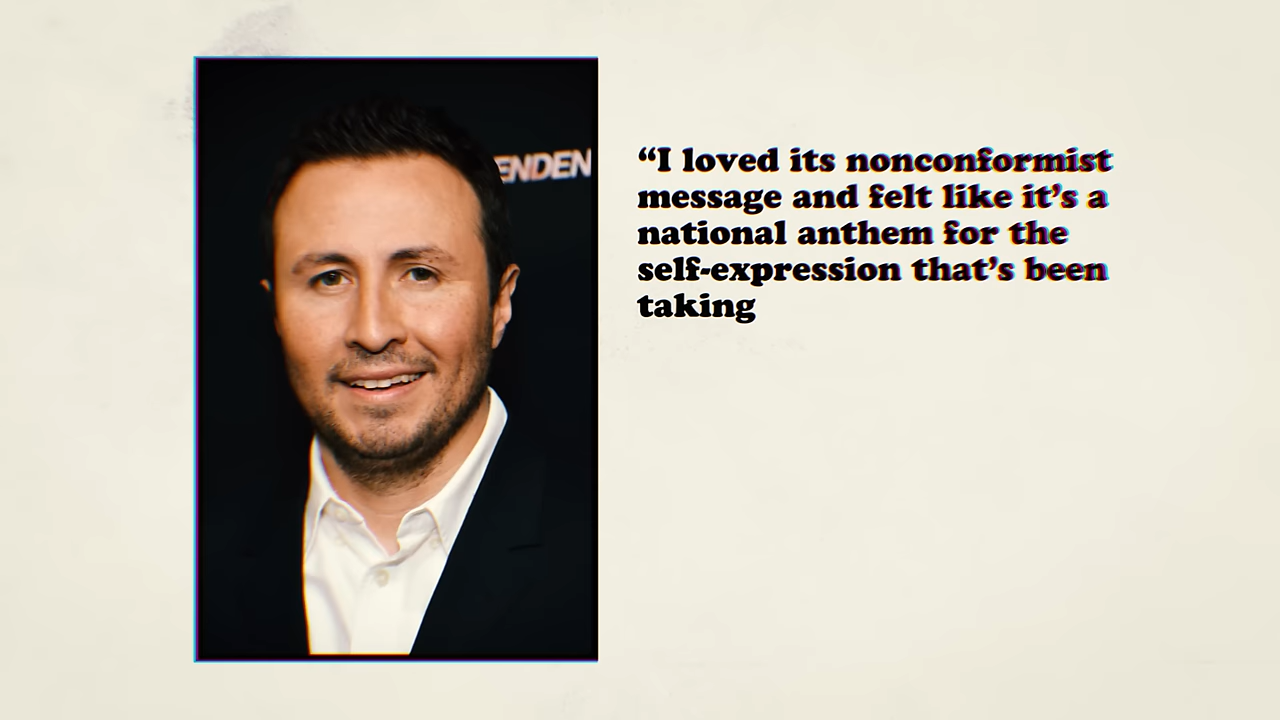 ENDEN
“I loved its nonconformist
message and felt like it’s a
national anthem for the
self-expression that’s been
taking